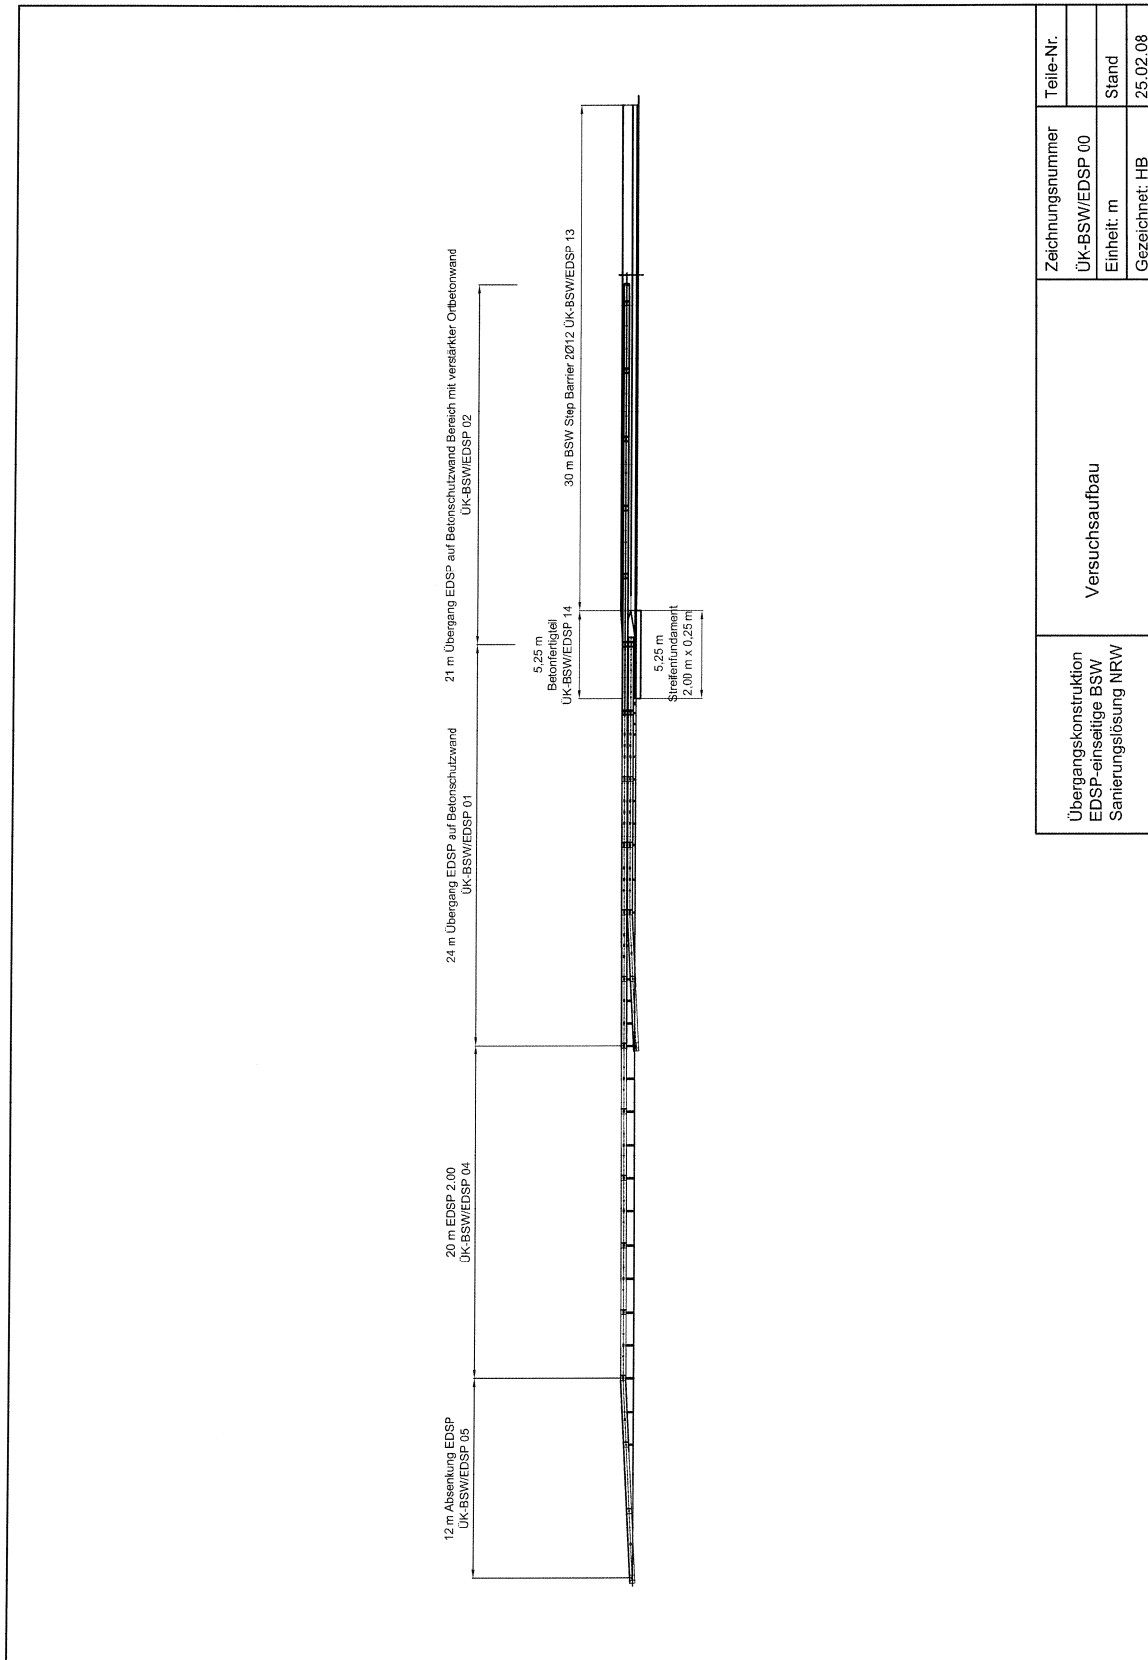 12 m Absenkung EDSP
ÜK-BSW/EDSP 05
20 m EDSP 2.00
ÜK-BSW/EDSP 04
24 m Übergang EDSP auf Betonschutzwand
ÜK-BSW/EDSP 01
21 m Übergang EDSP auf Betonschutzwand Bereich mit verstärkter Ortbetonwand
ÜK-BSW/EDSP 02
5,25 m
Betonfertigteil
ÜK-BSW/EDSP 14
30 m BSW Step Barrier 2Ø12 ÜK-BSW/EDSP 13
5,25 m
Streifenfundament
2,00 m x 0,25 m
Übergangskonstruktion
EDSP-einseitige BSW
Sanierungslösung NRW
Versuchsaufbau
Zeichnungsnummer
Teile-Nr.
ÜK-BSW/EDSP 00
Einheit: m
Stand
Gezeichnet: HB
25.02.08